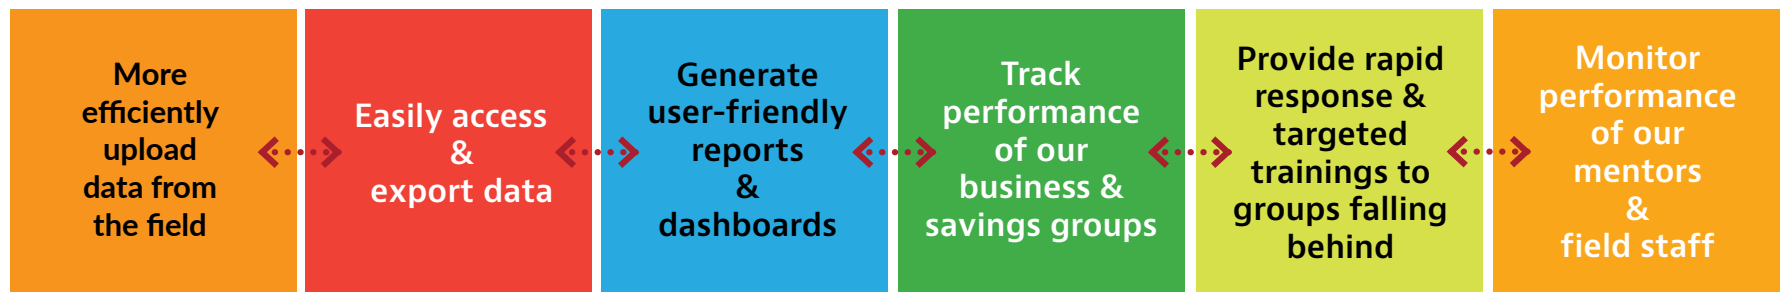 More
efficiently
upload
data from
the field
Easily access
&
export data
Generate
user-friendly
reports
&
dashboards
Track
performance
of our
business &
savings groups
Provide rapid
response &
targeted
trainings to
groups falling
behind
Monitor
performance
of our
mentors
&
field staff